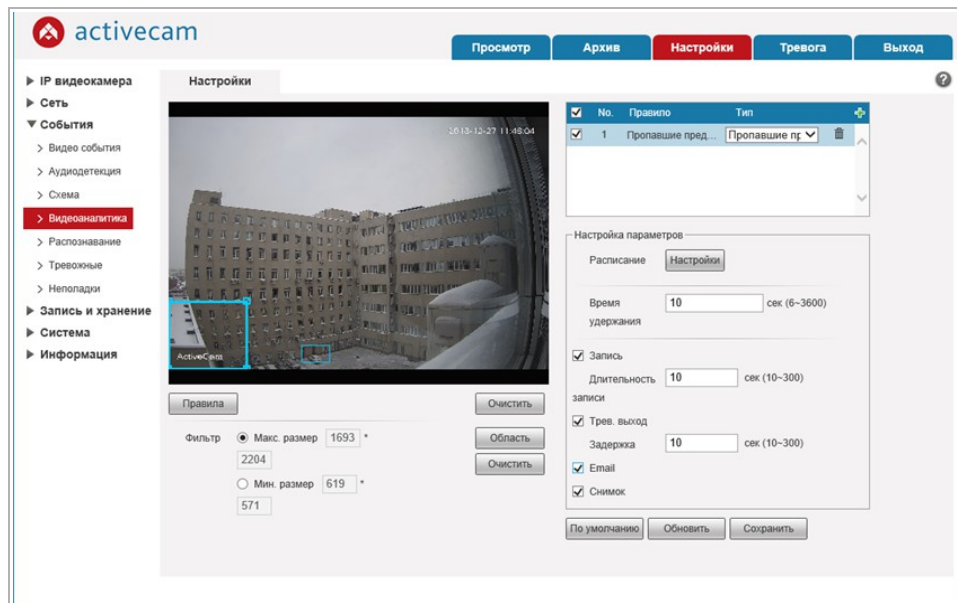 activecam
Просмотр
Архив
Настройки
Тревога
Выход
IP видеокамера
Сеть
События
Видео события
Аудиодетекция
Схема
Видеоаналитика
Распознавание
Тревожные
Неполадки
Запись и хранение
Система
Информация
Настройки
2018-12-27 11:48:04
ActiveCam
Правила
Очистить
Фильтр
Макс. размер 1693 *
2204
Мин. размер 619 *
571
Область
Очистить
No. Правило Тип
1 Пропавшие пред... Пропавшие пр
Настройка параметров
Расписание Настройки
Время 10 сек (6~3600)
удержания
Запись
Длительность 10 сек (10~300)
записи
Трев. выход
Задержка 10 сек (10~300)
Email
Снимок
По умолчанию Обновить Сохранить